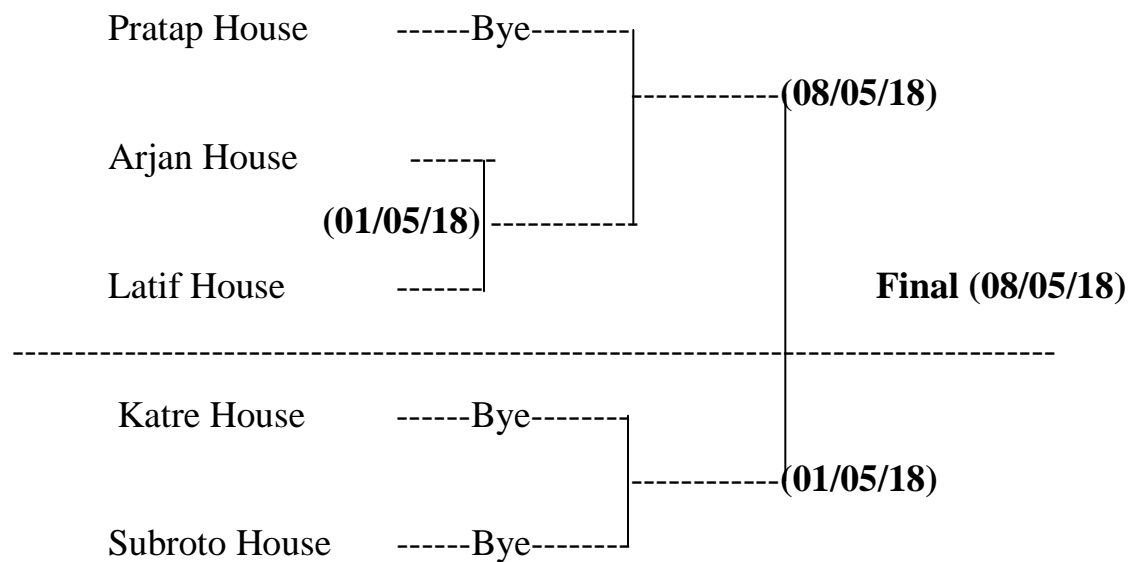 Pratap House ------Bye--------
------------(08/05/18)
Arjan House -------
(01/05/18) ------------
Latif House ------- Final (08/05/18)
Katre House ------Bye--------
------------(01/05/18)
Subroto House ------Bye--------